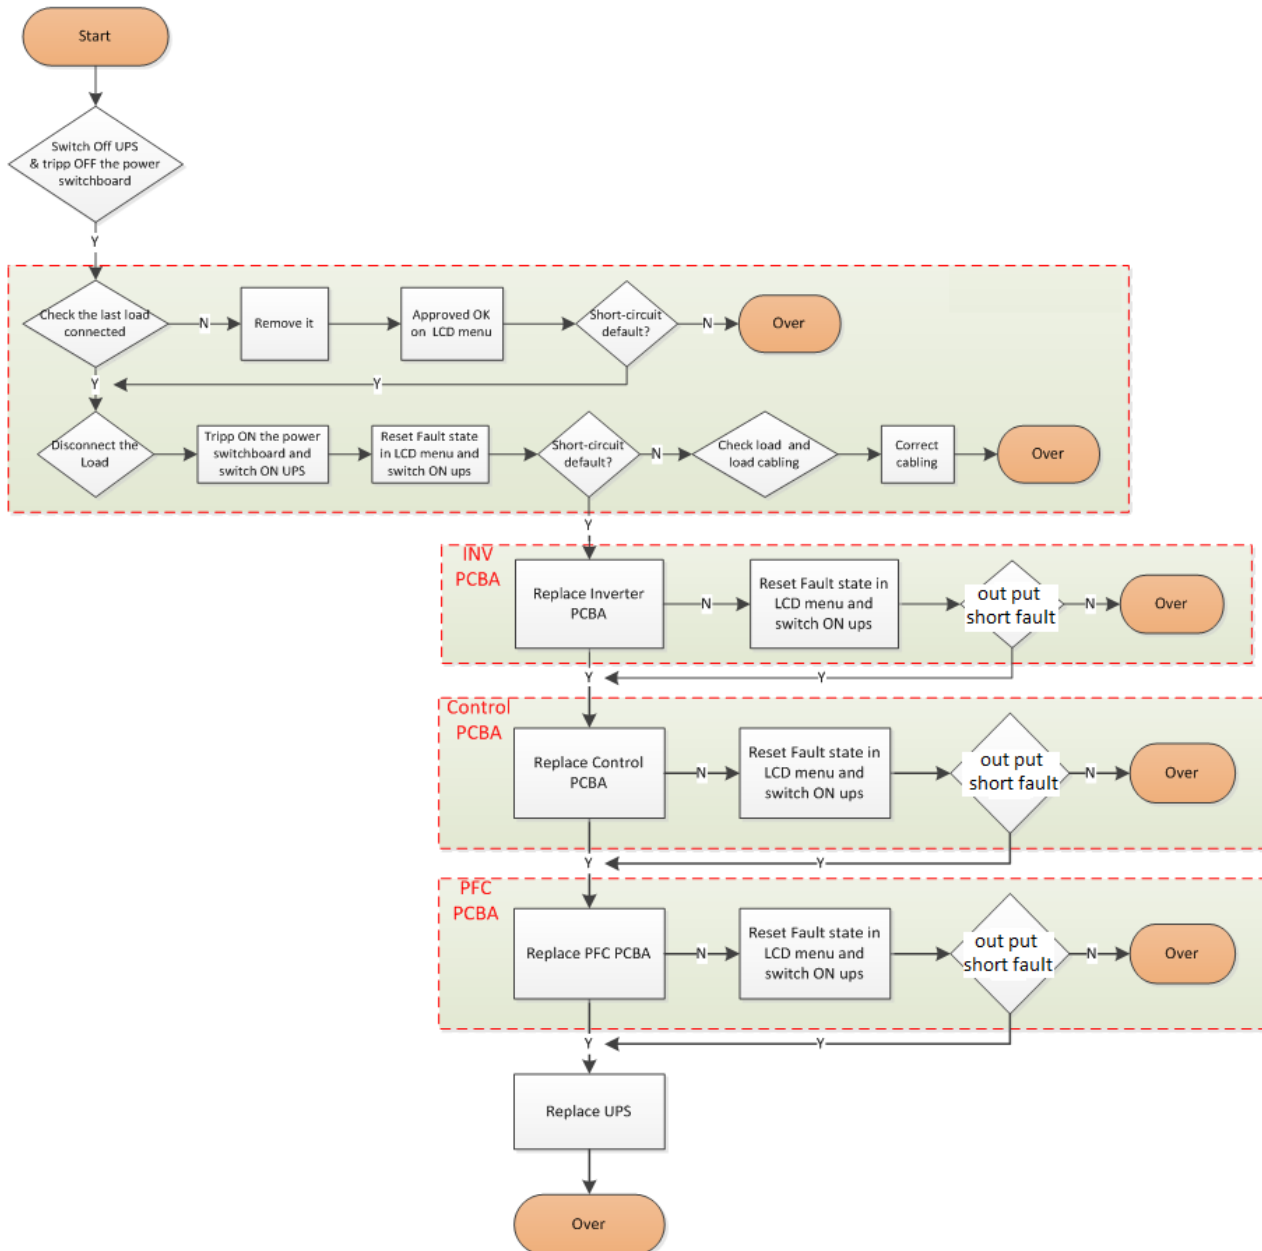 Start
Switch Off UPS
& tripp OFF the power
switchboard
Y
Check the last load
connected
N
Remove it
Approved OK
on LCD menu
Short-circuit
default?
N
Over
Y
Y
Disconnect the
Load
Tripp ON the power
switchboard and
switch ON UPS
Reset Fault state
in LCD menu and
switch ON ups
Short-circuit
default?
N
Check load and
load cabling
Correct
cabling
Over
Y
INV
PCBA
Replace Inverter
PCBA
N
Reset Fault state in
LCD menu and
switch ON ups
out put
short fault
N
Over
Y
Y
Control
PCBA
Replace Control
PCBA
N
Reset Fault state in
LCD menu and
switch ON ups
out put
short fault
N
Over
Y
Y
PFC
PCBA
Replace PFC PCBA
N
Reset Fault state in
LCD menu and
switch ON ups
out put
short fault
N
Over
Y
Y
Replace UPS
Over